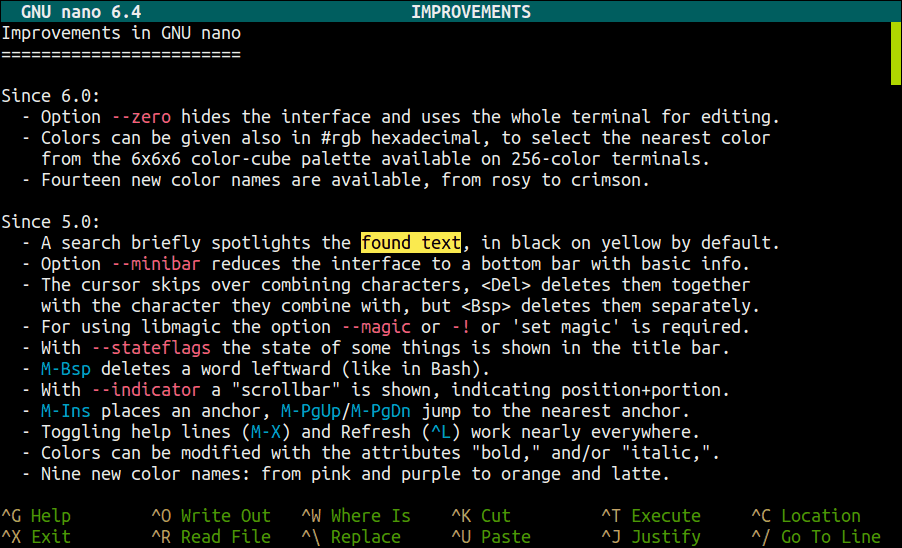 GNU nano 6.4 IMPROVEMENTS
Improvements in GNU nano
========================
Since 6.0:
- Option --zero hides the interface and uses the whole terminal for editing.
- Colors can be given also in #rgb hexadecimal, to select the nearest color
from the 6x6x6 color-cube palette available on 256-color terminals.
- Fourteen new color names are available, from rosy to crimson.
Since 5.0:
- A search briefly spotlights the found text, in black on yellow by default.
- Option --minibar reduces the interface to a bottom bar with basic info.
- The cursor skips over combining characters, <Del> deletes them together
with the character they combine with, but <Bsp> deletes them separately.
- For using libmagic the option --magic or -! or 'set magic' is required.
- With --stateflags the state of some things is shown in the title bar.
- M-Bsp deletes a word leftward (like in Bash).
- With --indicator a "scrollbar" is shown, indicating position+portion.
- M-Ins places an anchor, M-PgUp/M-PgDn jump to the nearest anchor.
- Toggling help lines (M-X) and Refresh (^L) work nearly everywhere.
- Colors can be modified with the attributes "bold," and/or "italic,".
- Nine new color names: from pink and purple to orange and latte.
^G Help ^O Write Out ^W Where Is ^K Cut ^T Execute ^C Location
^X Exit ^R Read File ^\ Replace ^U Paste ^J Justify ^/ Go To Line